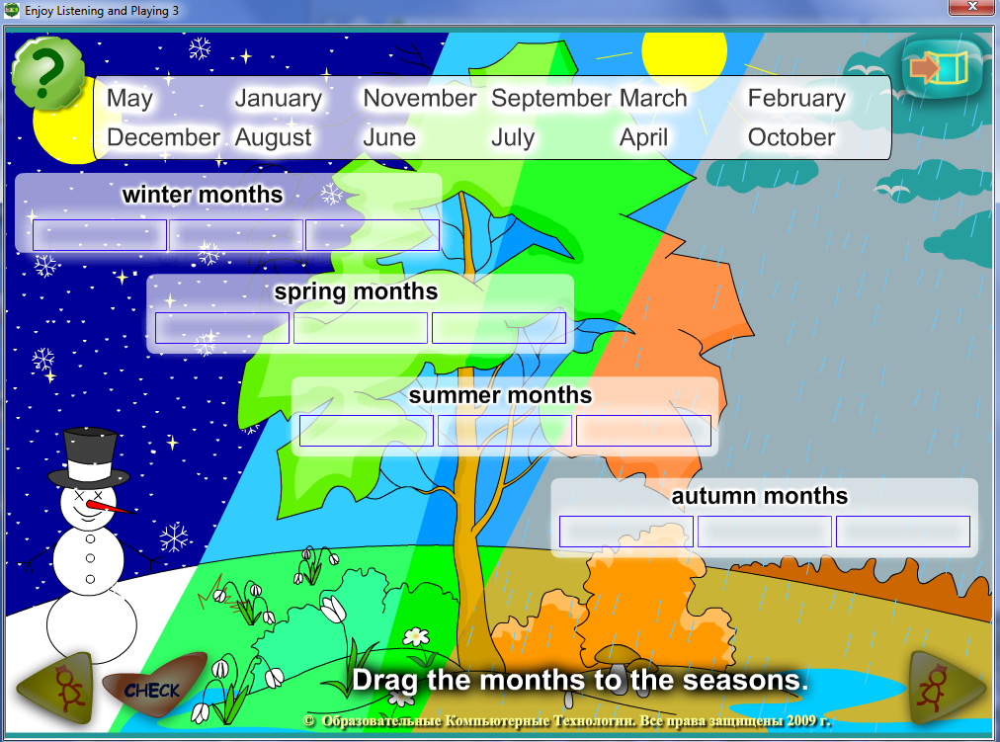 Enjoy Listening and Playing 3
?
May January November September March February
December August June July April October
winter months
spring months
summer months
autumn months
CHECK
Drag the months to the seasons.
© Образовательные Компьютерные Технологии. Все права защищены 2009 г.